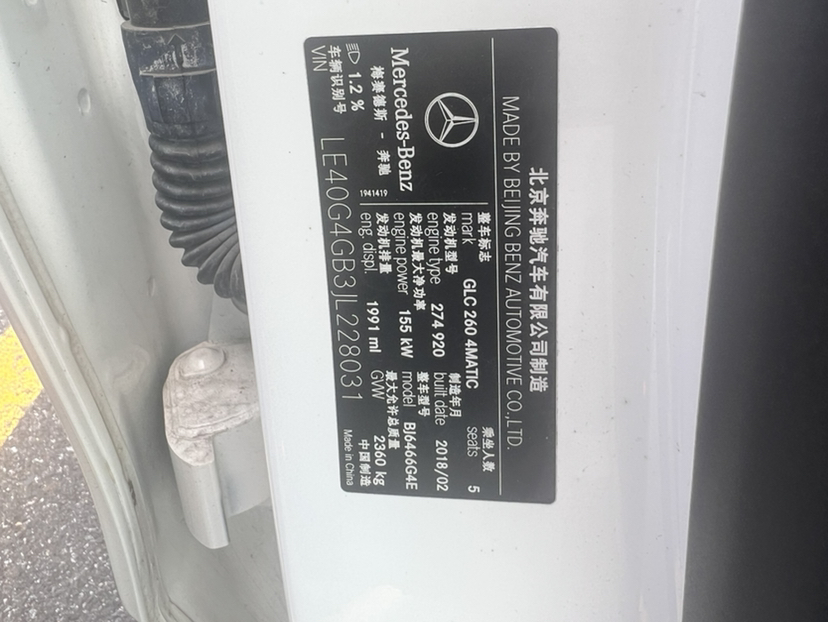 北京奔驰汽车有限公司制造
MADE BY BEIJING BENZ AUTOMOTIVE CO.,LTD.
整车标志 乘坐人数
mark GLC 260 4MATIC seats 5
发动机型号 制造年月
engine type 274 920 built date 2018/02
发动机最大净功率 整车型号
engine power 155 kW model BJ6466G4E
发动机排量 最大允许总质量
eng. displ. 1991 ml GVW 2360 kg
Mercedes-Benz
梅赛德斯 - 奔驰 1941419
1.2 %
车辆识别号 中国制造
VIN LE40G4GB3JL228031 Made in China